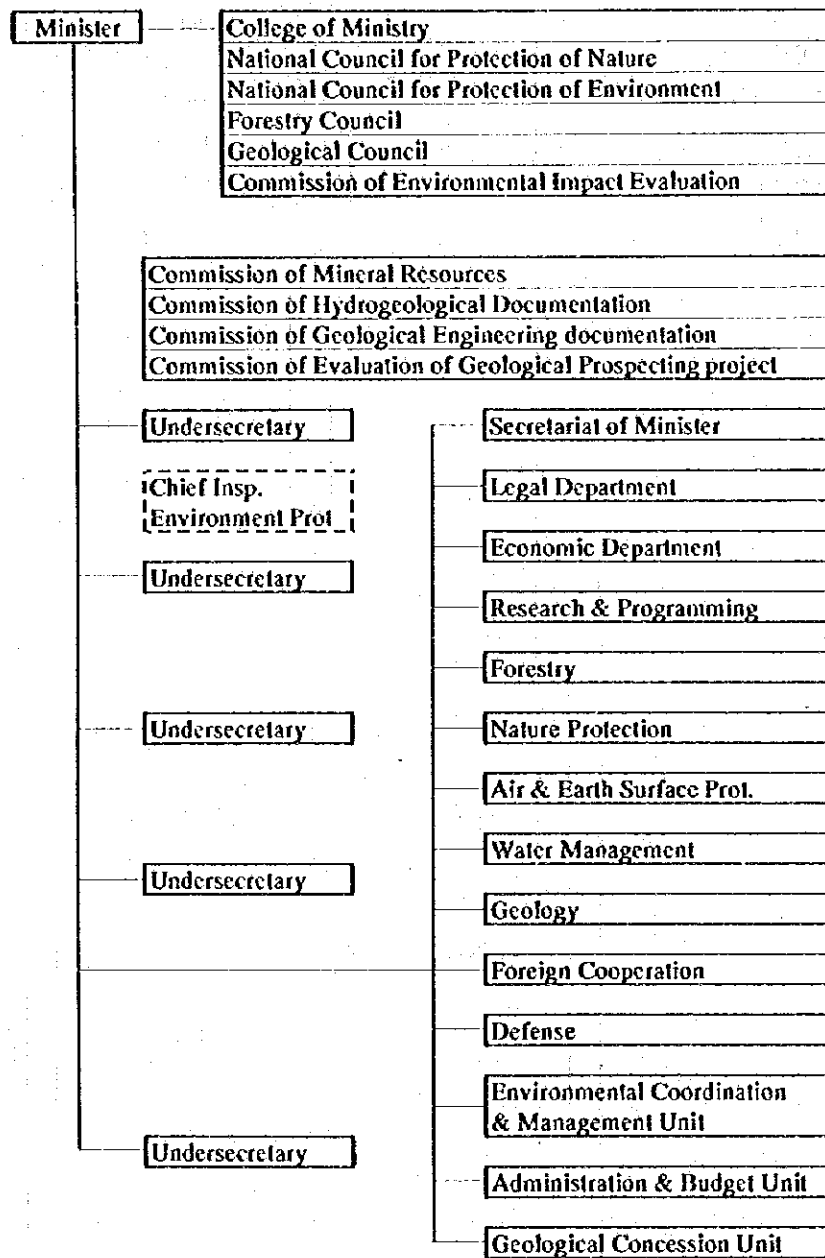 Minister
College of Ministry
National Council for Protection of Nature
National Council for Protection of Environment
Forestry Council
Geological Council
Commission of Environmental Impact Evaluation
Commission of Mineral Resources
Commission of Hydrogeological Documentation
Commission of Geological Engineering documentation
Commission of Evaluation of Geological Prospecting project
Undersecretary
Secretariat of Minister
Chief Insp.
Environment Prot
Legal Department
Economic Department
Undersecretary
Research & Programming
Forestry
Undersecretary
Nature Protection
Air & Earth Surface Prot.
Water Management
Undersecretary
Geology
Foreign Cooperation
Defense
Environmental Coordination
& Management Unit
Undersecretary
Administration & Budget Unit
Geological Concession Unit